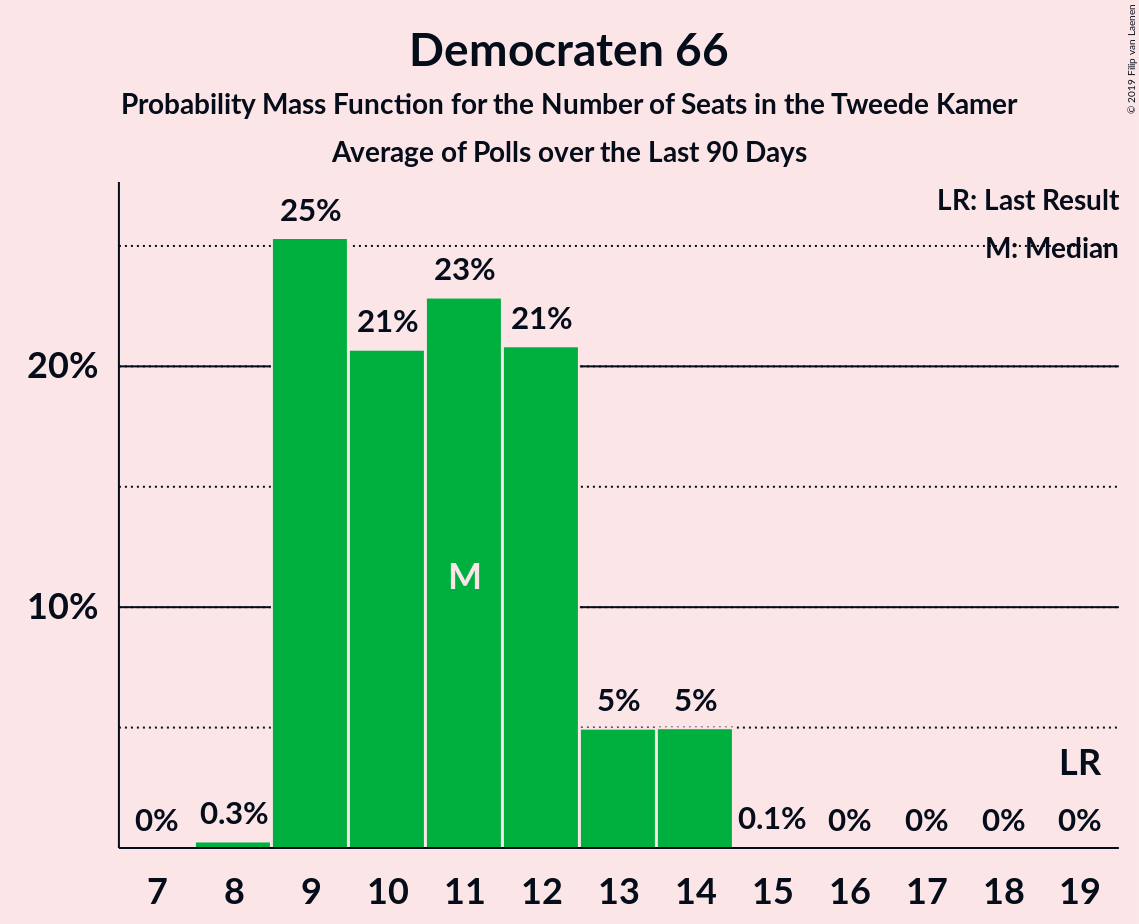 Democraten 66
Probability Mass Function for the Number of Seats in the Tweede Kamer
Average of Polls over the Last 90 Days
© 2019 Filip van Laenen
LR: Last Result
M: Median
25%
21%
23%
21%
5%
5%
0%
0.3%
0.1%
0%
0%
0%
0%
LR
M
20%
10%
7 8 9 10 11 12 13 14 15 16 17 18 19